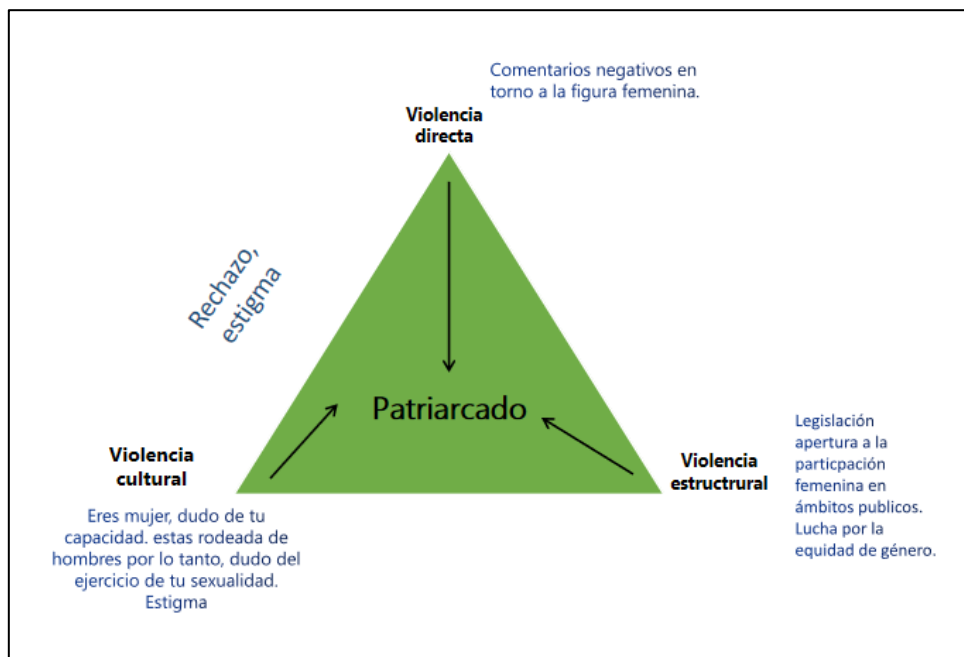 Comentarios negativos en
torno a la figura femenina.
Violencia
directa
Rechazo,
estigma
Patriarcado
Violencia
cultural
Eres mujer, dudo de tu
capacidad. estas rodeada de
hombres por lo tanto, dudo del
ejercicio de tu sexualidad.
Estigma
Violencia
estructrural
Legislación
apertura a la
particpación
femenina en
ámbitos publicos.
Lucha por la
equidad de género.